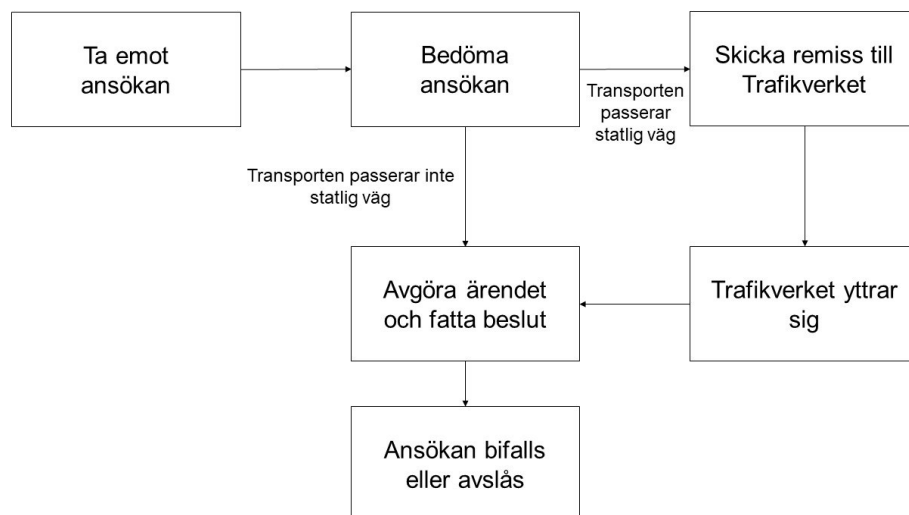 Ta emot
ansökan
Bedöma
ansökan
Skicka remiss till
Trafikverket
Transporten
passerar
statlig väg
Transporten passerar inte
statlig väg
Avgöra ärendet
och fatta beslut
Trafikverket yttrar
sig
Ansökan bifalls
eller avslås